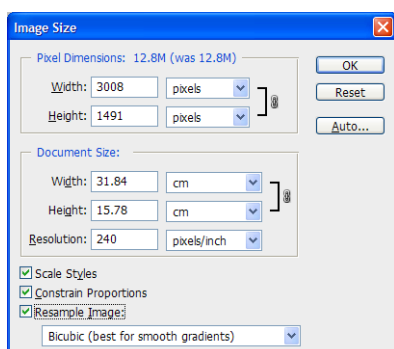 Image Size
Pixel Dimensions: 12.8M (was 12.8M)
OK
Width: 3008 pixels
Reset
Height: 1491 pixels
Auto...
Document Size:
Width: 31.84 cm
Height: 15.78 cm
Resolution: 240 pixels/inch
Scale Styles
Constrain Proportions
Resample Image:
Bicubic (best for smooth gradients)